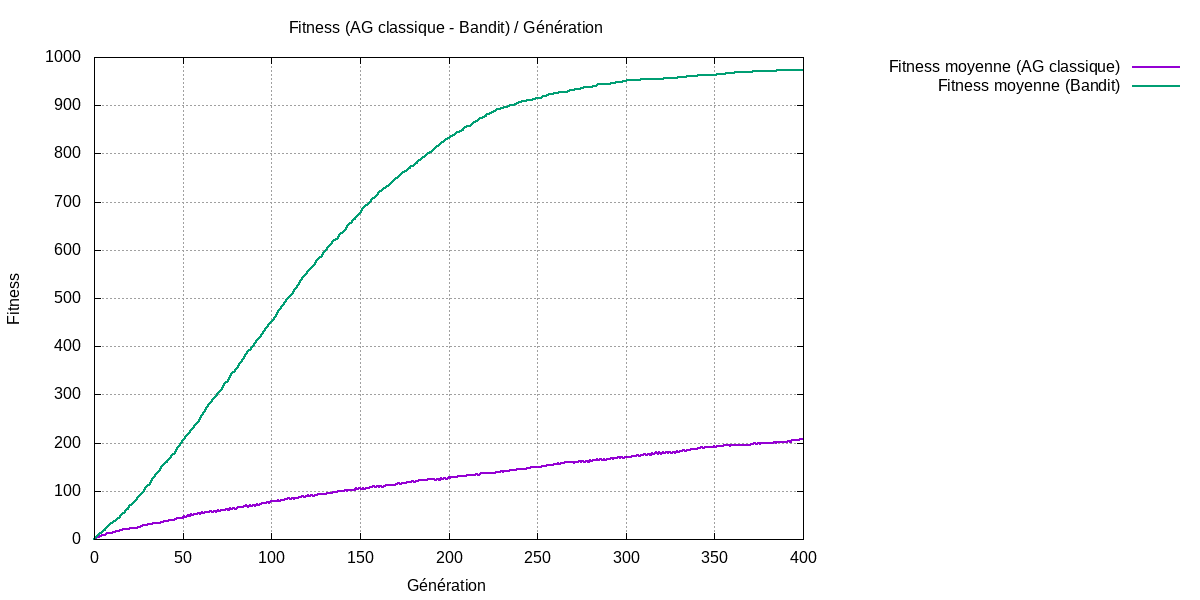 Fitness (AG classique - Bandit) / Génération
Fitness moyenne (AG classique)
Fitness moyenne (Bandit)
1000
900
800
700
600
500
400
300
200
100
0
Fitness
0 50 100 150 200 250 300 350 400
Génération